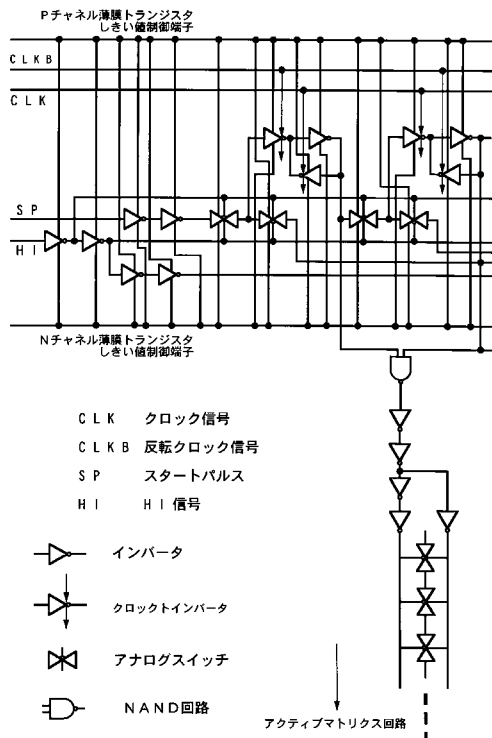 Pチャネル薄膜トランジスタ
しきい値制御端子
CLKB
CLK
SP
HI
Nチャネル薄膜トランジスタ
しきい値制御端子
CLK クロック信号
CLKB 反転クロック信号
SP スタートパルス
HI HI信号
インバータ
クロックトインバータ
アナログスイッチ
NAND回路
アクティブマトリクス回路